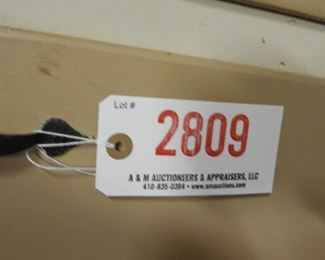 Lot #
2809
A & M AUCTIONEERS & APPRAISERS, LLC
410-835-0384 • www.amauctions.com